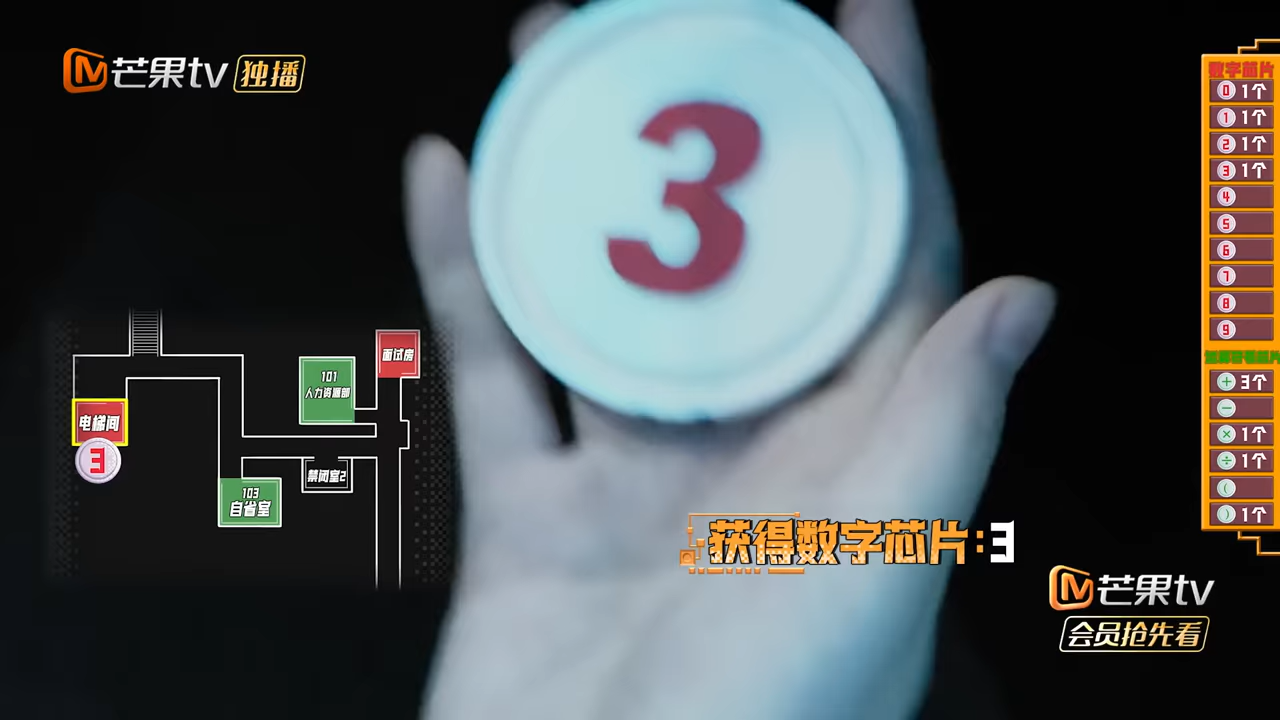 芒果tv 独播
3
数字芯片
0 1个
1 1个
2 1个
3 1个
4
5
6
7
8
9
+ 3个
−
× 1个
÷ 1个
(
) 1个
面试房
101
人力资源部
电梯间
3
禁闭室2
103
自省室
获得数字芯片:3
芒果tv
会员抢先看